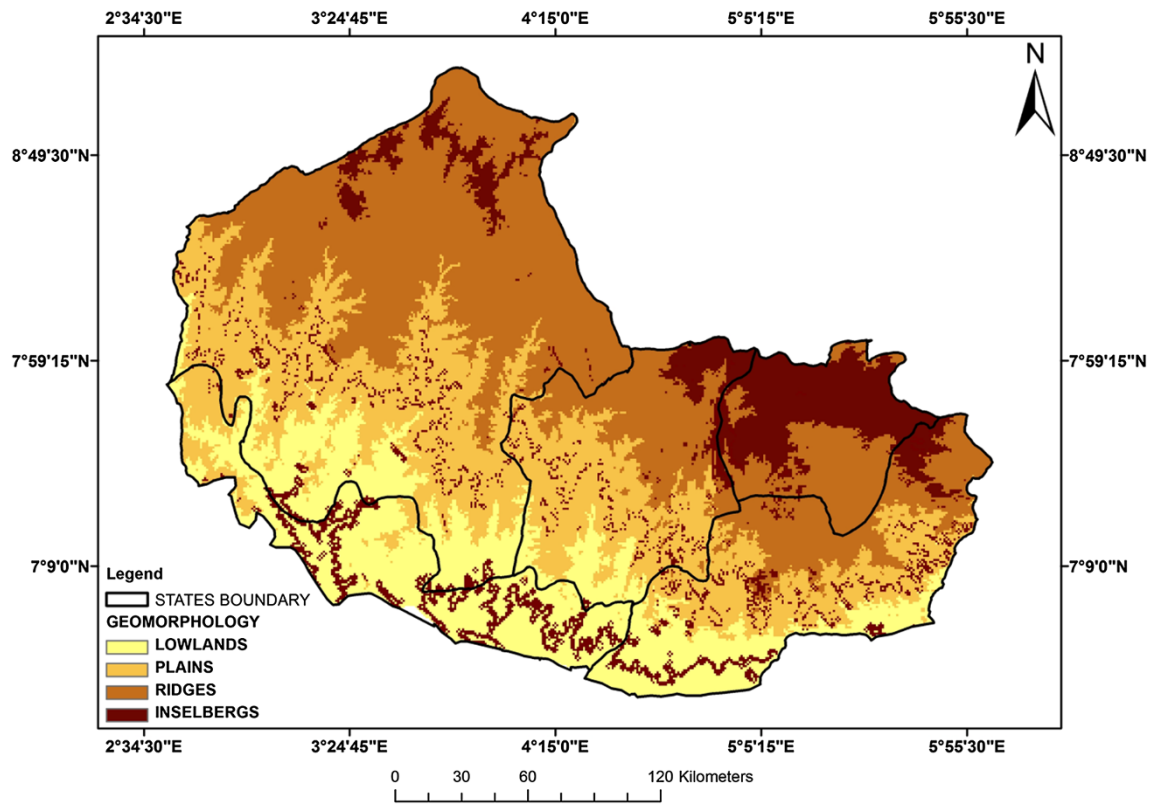 2°34'30"E 3°24'45"E 4°15'0"E 5°5'15"E 5°55'30"E
N
8°49'30"N 8°49'30"N
7°59'15"N 7°59'15"N
7°9'0"N 7°9'0"N
Legend
STATES BOUNDARY
GEOMORPHOLOGY
LOWLANDS
PLAINS
RIDGES
INSELBERGS
2°34'30"E 3°24'45"E 4°15'0"E 5°5'15"E 5°55'30"E
0 30 60 120 Kilometers